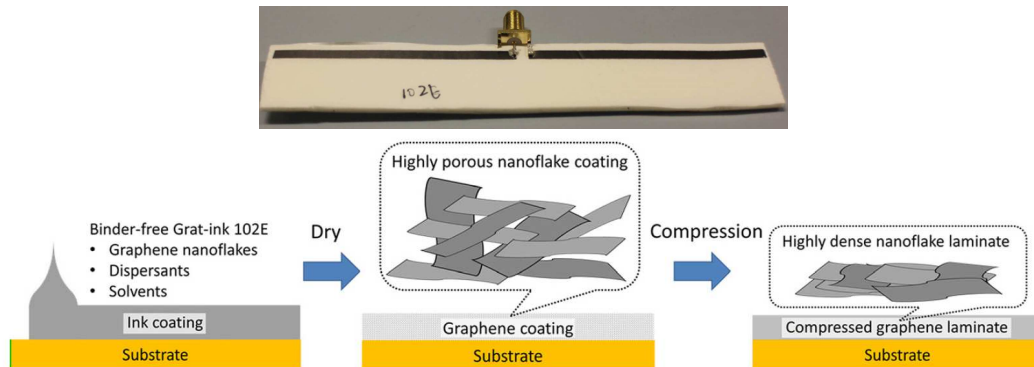 102E
Highly porous nanoflake coating
Binder-free Grat-ink 102E
• Graphene nanoflakes
• Dispersants
• Solvents
Dry
Compression
Highly dense nanoflake laminate
Ink coating
Graphene coating
Compressed graphene laminate
Substrate
Substrate
Substrate